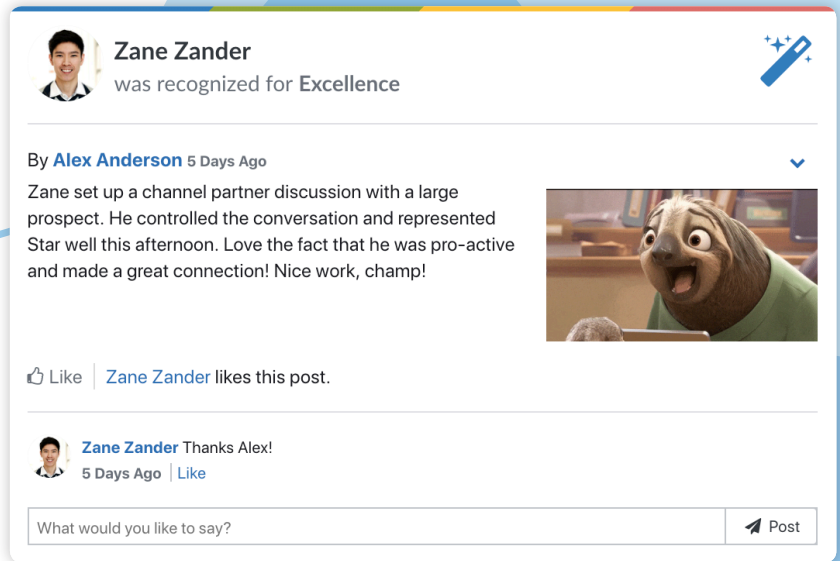 Zane Zander
was recognized for Excellence
By Alex Anderson 5 Days Ago
Zane set up a channel partner discussion with a large
prospect. He controlled the conversation and represented
Star well this afternoon. Love the fact that he was pro-active
and made a great connection! Nice work, champ!
Like Zane Zander likes this post.
Zane Zander Thanks Alex!
5 Days Ago Like
What would you like to say? Post